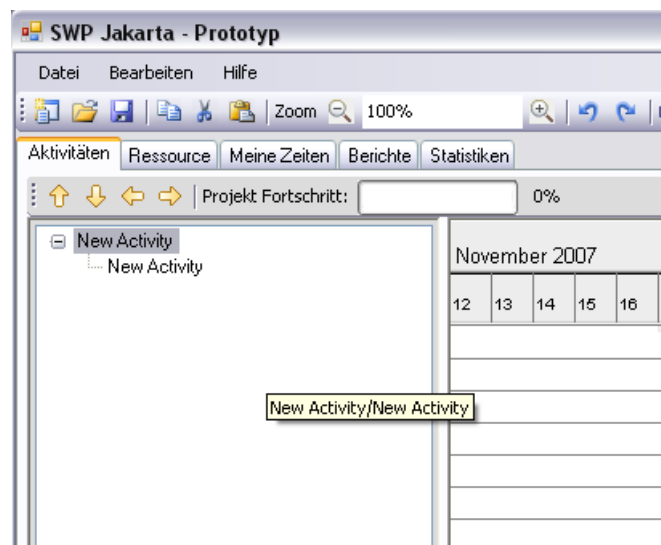 SWP Jakarta - Prototyp
Datei Bearbeiten Hilfe
Zoom 100%
Aktivitäten Ressource Meine Zeiten Berichte Statistiken
Projekt Fortschritt: 0%
New Activity
New Activity
November 2007
12 13 14 15 16
New Activity/New Activity